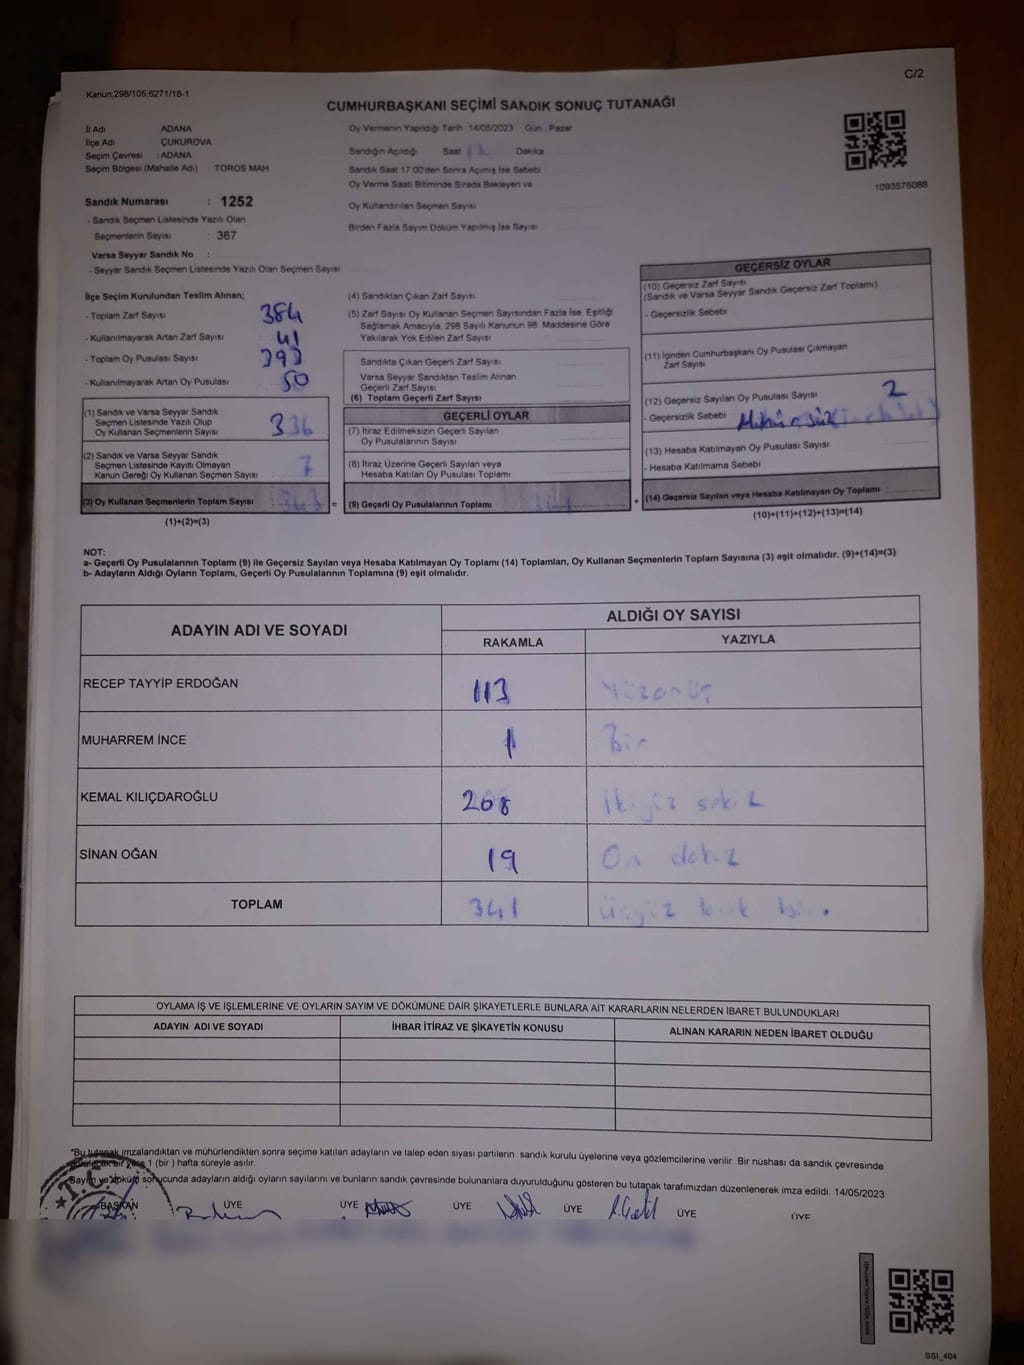 C/2
Kanun;298/105,6271/18-1
CUMHURBAŞKANI SEÇİMİ SANDIK SONUÇ TUTANAĞI
İl Adı ADANA
İlçe Adı ÇUKUROVA
Seçim Çevresi : ADANA
Seçim Bölgesi (Mahalle Adı) TOROS MAH
Oy Vermenin Yapıldığı Tarih 14/05/2023 Gün Pazar
Sandığın Açıldığı Saat Dakika
Sandık Saat 17:00'den Sonra Açılmış İse Sebebi
Oy Verme Saati Bitiminde Sırada Bekleyen ve
Oy Kullandırılan Seçmen Sayısı
Birden Fazla Sayım Döküm Yapılmış İse Sayısı
1093576088
Sandık Numarası : 1252
- Sandık Seçmen Listesinde Yazılı Olan
Seçmenlerin Sayısı : 367
Varsa Seyyar Sandık No :
- Seyyar Sandık Seçmen Listesinde Yazılı Olan Seçmen Sayısı
İlçe Seçim Kurulundan Teslim Alınan;
- Toplam Zarf Sayısı 384
- Kullanılmayarak Artan Zarf Sayısı 41
- Toplam Oy Pusulası Sayısı 393
- Kullanılmayarak Artan Oy Pusulası 50
(1) Sandık ve Varsa Seyyar Sandık
Seçmen Listesinde Yazılı Olup
Oy Kullanan Seçmenlerin Sayısı 336
(2) Sandık ve Varsa Seyyar Sandık
Seçmen Listesinde Kayıtlı Olmayan
Kanun Gereği Oy Kullanan Seçmen Sayısı 7
(3) Oy Kullanan Seçmenlerin Toplam Sayısı 343 =
(1)+(2)=(3)
(4) Sandıktan Çıkan Zarf Sayısı
(5) Zarf Sayısı Oy Kullanan Seçmen Sayısından Fazla İse, Eşitliği
Sağlamak Amacıyla, 298 Sayılı Kanunun 98. Maddesine Göre
Yakılarak Yok Edilen Zarf Sayısı
Sandıkta Çıkan Geçerli Zarf Sayısı
Varsa Seyyar Sandıktan Teslim Alınan
Geçerli Zarf Sayısı
(6) Toplam Geçerli Zarf Sayısı
GEÇERLİ OYLAR
(7) İtiraz Edilmeksizin Geçerli Sayılan
Oy Pusulalarının Sayısı
(8) İtiraz Üzerine Geçerli Sayılan veya
Hesaba Katılan Oy Pusulası Toplamı
(9) Geçerli Oy Pusulalarının Toplamı +
GEÇERSİZ OYLAR
(10) Geçersiz Zarf Sayısı
(Sandık ve Varsa Seyyar Sandık Geçersiz Zarf Toplamı)
- Geçersizlik Sebebi
(11) İçinden Cumhurbaşkanı Oy Pusulası Çıkmayan
Zarf Sayısı
(12) Geçersiz Sayılan Oy Pusulası Sayısı 2
- Geçersizlik Sebebi
(13) Hesaba Katılmayan Oy Pusulası Sayısı
- Hesaba Katılmama Sebebi
(14) Geçersiz Sayılan veya Hesaba Katılmayan Oy Toplamı
(10)+(11)+(12)+(13)=(14)
NOT:
a- Geçerli Oy Pusulalarının Toplamı (9) ile Geçersiz Sayılan veya Hesaba Katılmayan Oy Toplamı (14) Toplamları, Oy Kullanan Seçmenlerin Toplam Sayısına (3) eşit olmalıdır. (9)+(14)=(3)
b- Adayların Aldığı Oyların Toplamı, Geçerli Oy Pusulalarının Toplamına (9) eşit olmalıdır.
ADAYIN ADI VE SOYADI
ALDIĞI OY SAYISI
RAKAMLA YAZIYLA
RECEP TAYYİP ERDOĞAN 113 Yüzonüç
MUHARREM İNCE 1 Bir
KEMAL KILIÇDAROĞLU 208 İkiyüz sekiz
SİNAN OĞAN 19 On dokuz
TOPLAM 341 Üçyüz kırk bir.
OYLAMA İŞ VE İŞLEMLERİNE VE OYLARIN SAYIM VE DÖKÜMÜNE DAİR ŞİKAYETLERLE BUNLARA AİT KARARLARIN NELERDEN İBARET BULUNDUKLARI
ADAYIN ADI VE SOYADI İHBAR İTİRAZ VE ŞİKAYETİN KONUSU ALINAN KARARIN NEDEN İBARET OLDUĞU
*Bu tutanak imzalandıktan ve mühürlendikten sonra seçime katılan adayların ve talep eden siyasi partilerin sandık kurulu üyelerine veya gözlemcilerine verilir. Bir nüshası da sandık çevresinde
bir yere 1 (bir) hafta süreyle asılır.
Sayım ve döküm sonucunda adayların aldığı oyların sayılarını ve bunların sandık çevresinde bulunanlara duyurulduğunu gösteren bu tutanak tarafımızdan düzenlenerek imza edildi. 14/05/2023
T.C.
BAŞKAN ÜYE ÜYE ÜYE ÜYE ÜYE ÜYE
SSI_404